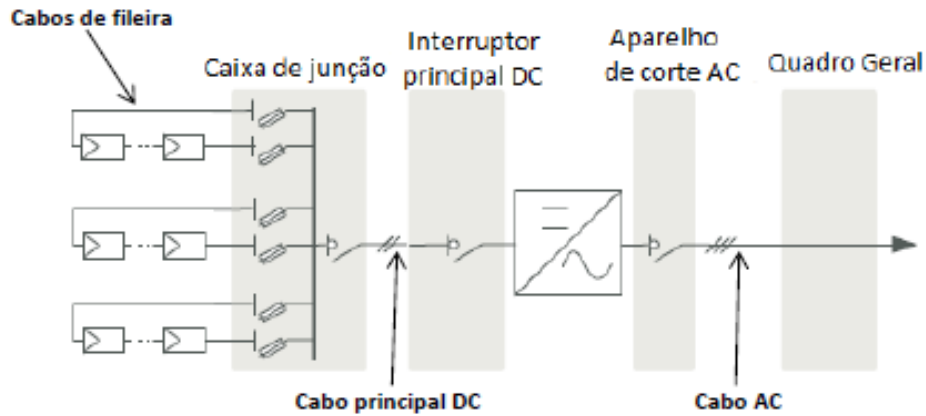 Cabos de fileira
Caixa de junção
Interruptor
principal DC
Aparelho
de corte AC
Quadro Geral
Cabo principal DC
Cabo AC